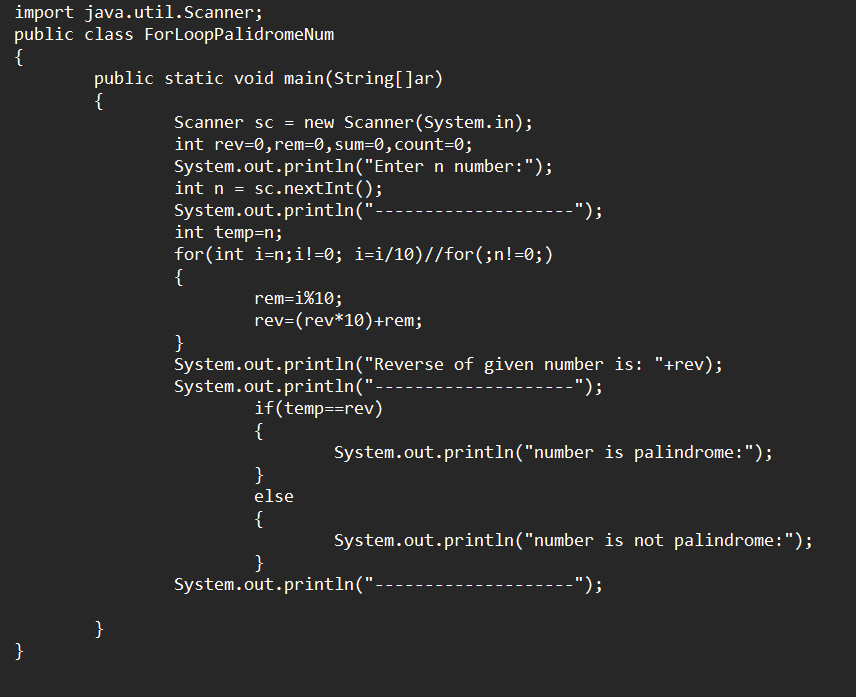 import java.util.Scanner;
public class ForLoopPalidromeNum
{
        public static void main(String[]ar)
        {
                Scanner sc = new Scanner(System.in);
                int rev=0,rem=0,sum=0,count=0;
                System.out.println("Enter n number:");
                int n = sc.nextInt();
                System.out.println("--------------------");
                int temp=n;
                for(int i=n;i!=0; i=i/10)//for(;n!=0;)
                {
                        rem=i%10;
                        rev=(rev*10)+rem;
                }
                System.out.println("Reverse of given number is: "+rev);
                System.out.println("--------------------");
                        if(temp==rev)
                        {
                                System.out.println("number is palindrome:");
                        }
                        else
                        {
                                System.out.println("number is not palindrome:");
                        }
                System.out.println("--------------------");

        }
}